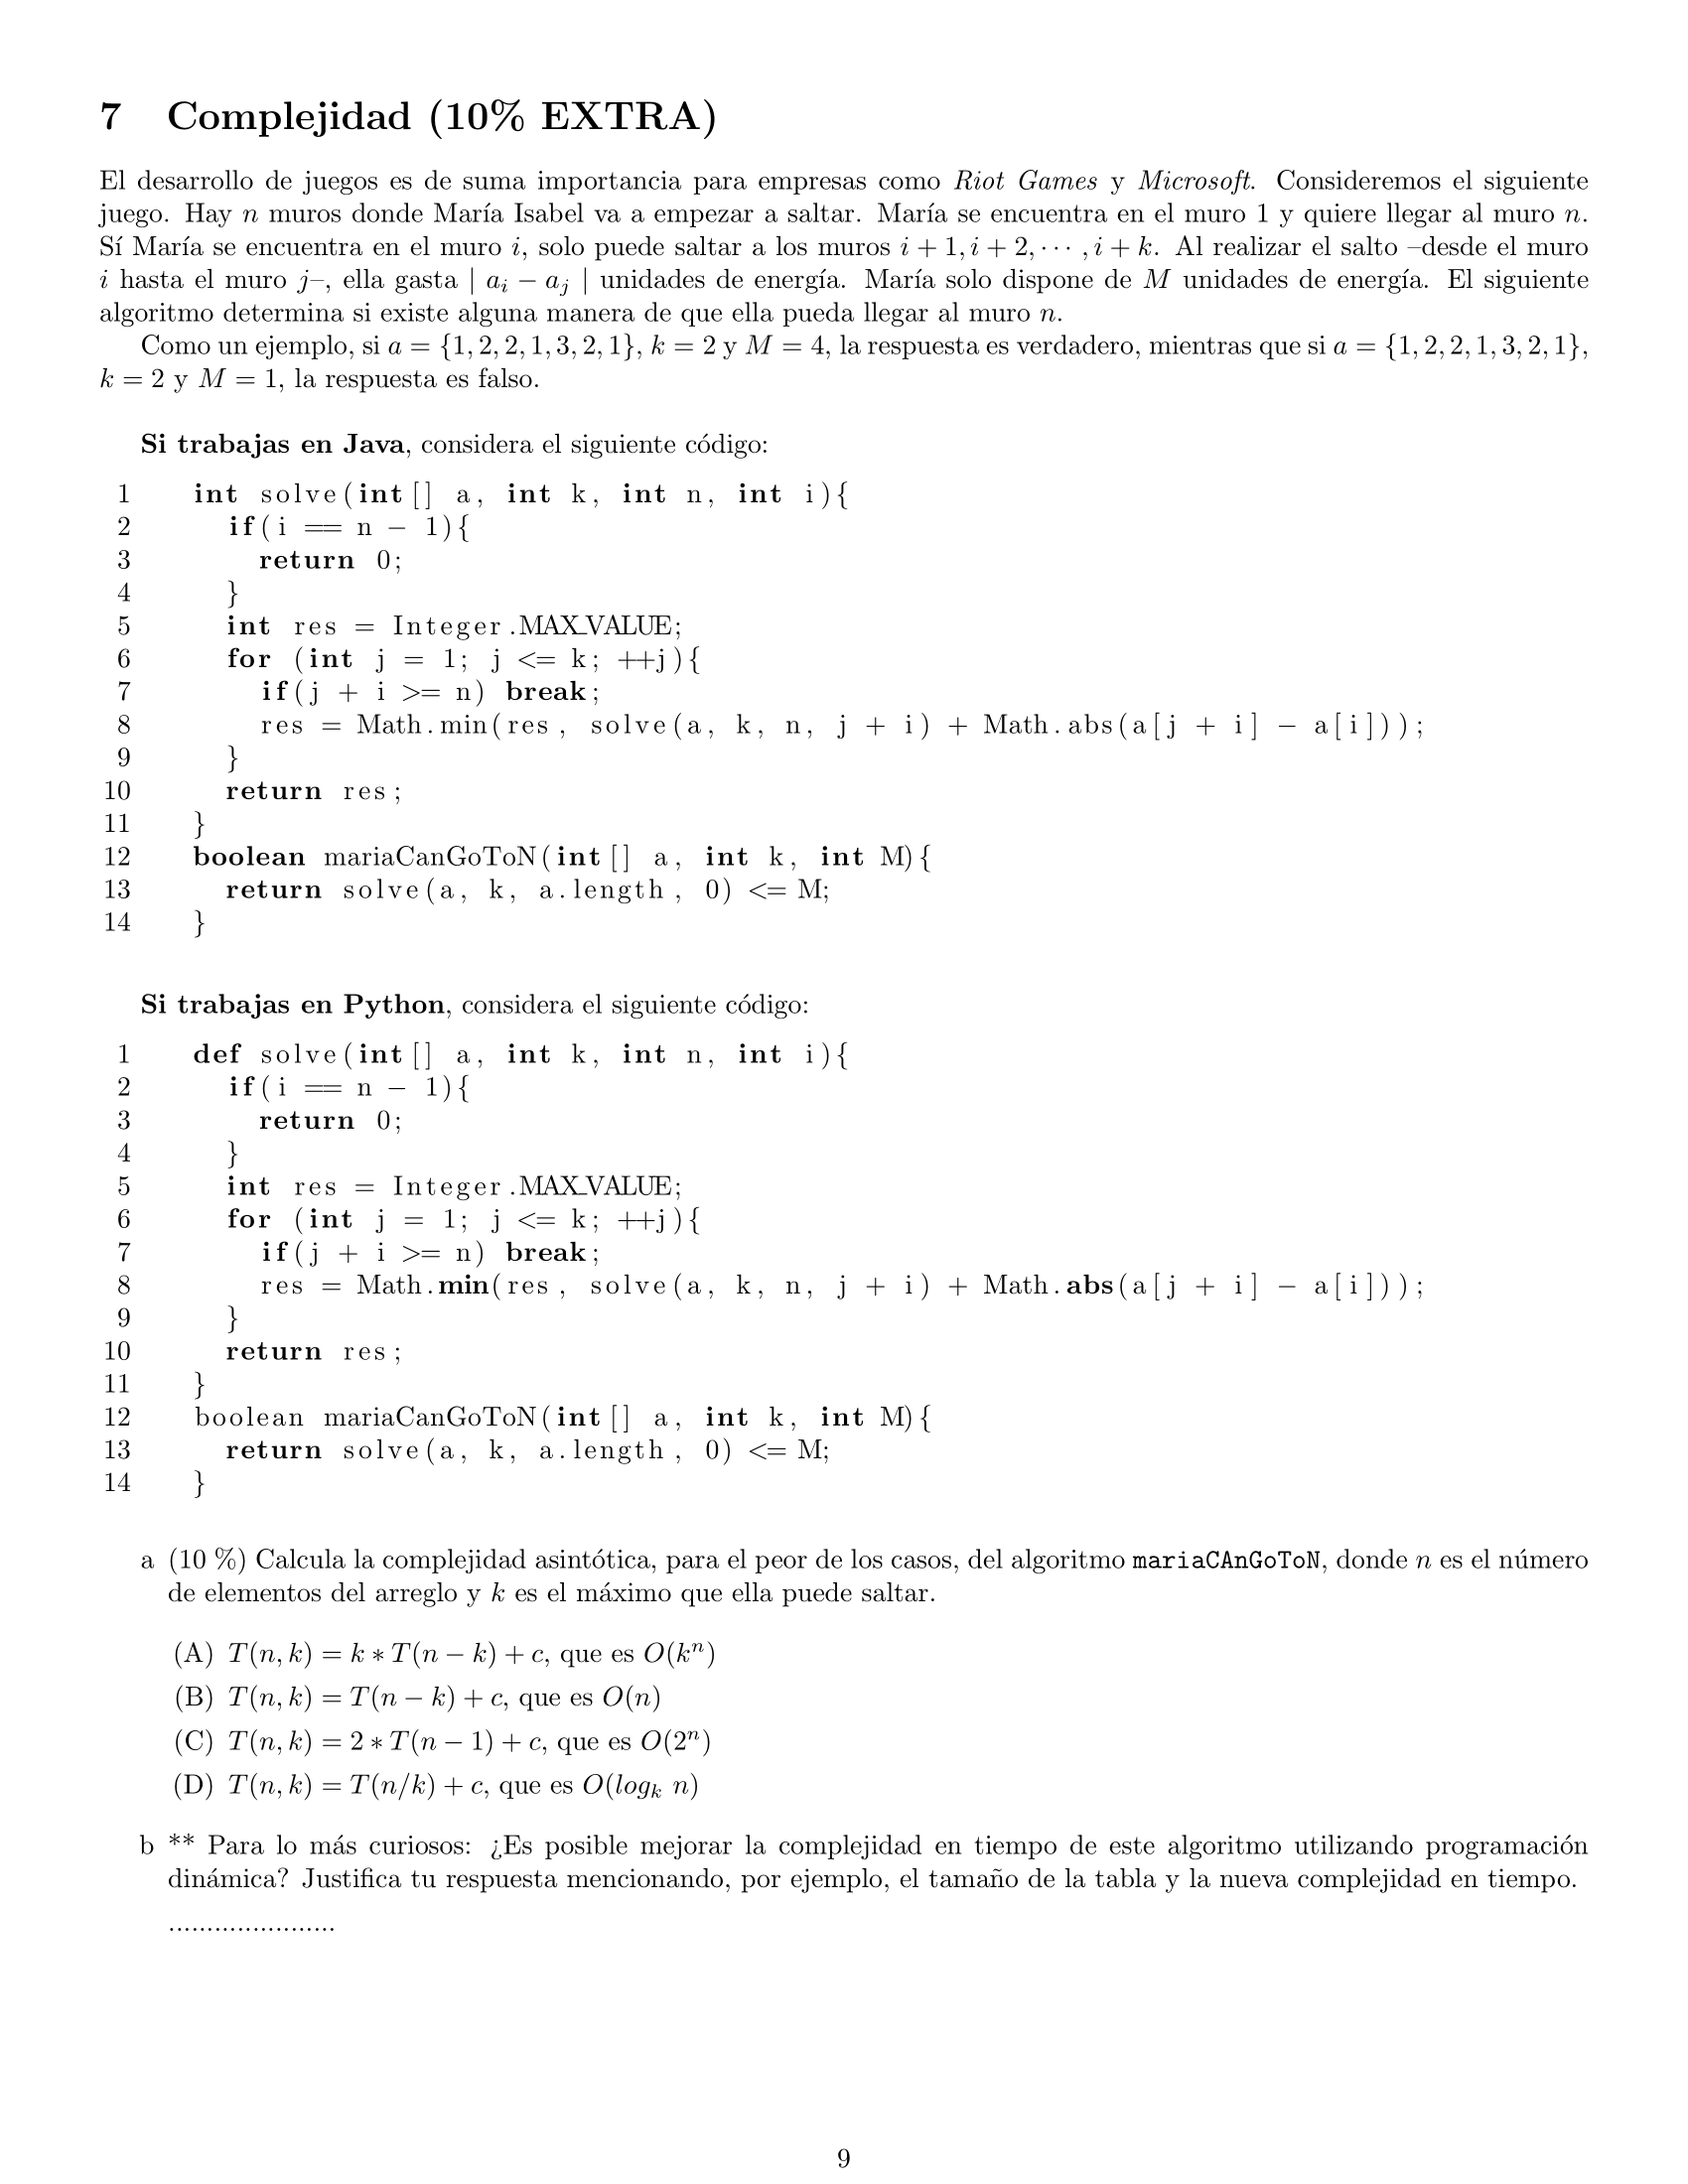 7 Complejidad (10% EXTRA)
El desarrollo de juegos es de suma importancia para empresas como Riot Games y Microsoft. Consideremos el siguiente
juego. Hay n muros donde María Isabel va a empezar a saltar. María se encuentra en el muro 1 y quiere llegar al muro n.
Sí María se encuentra en el muro i, solo puede saltar a los muros i + 1, i + 2, ··· , i + k. Al realizar el salto –desde el muro
i hasta el muro j–, ella gasta | a_i − a_j | unidades de energía. María solo dispone de M unidades de energía. El siguiente
algoritmo determina si existe alguna manera de que ella pueda llegar al muro n.
Como un ejemplo, si a = {1, 2, 2, 1, 3, 2, 1}, k = 2 y M = 4, la respuesta es verdadero, mientras que si a = {1, 2, 2, 1, 3, 2, 1},
k = 2 y M = 1, la respuesta es falso.
Si trabajas en Java, considera el siguiente código:
1 int solve(int[] a, int k, int n, int i){
2 if(i == n − 1){
3 return 0;
4 }
5 int res = Integer.MAX_VALUE;
6 for (int j = 1; j <= k; ++j){
7 if(j + i >= n) break;
8 res = Math.min(res, solve(a, k, n, j + i) + Math.abs(a[j + i] − a[i]));
9 }
10 return res;
11 }
12 boolean mariaCanGoToN(int[] a, int k, int M){
13 return solve(a, k, a.length, 0) <= M;
14 }
Si trabajas en Python, considera el siguiente código:
1 def solve(int[] a, int k, int n, int i){
2 if(i == n − 1){
3 return 0;
4 }
5 int res = Integer.MAX_VALUE;
6 for (int j = 1; j <= k; ++j){
7 if(j + i >= n) break;
8 res = Math.min(res, solve(a, k, n, j + i) + Math.abs(a[j + i] − a[i]));
9 }
10 return res;
11 }
12 boolean mariaCanGoToN(int[] a, int k, int M){
13 return solve(a, k, a.length, 0) <= M;
14 }
a (10 %) Calcula la complejidad asintótica, para el peor de los casos, del algoritmo mariaCAnGoToN, donde n es el número
de elementos del arreglo y k es el máximo que ella puede saltar.
(A) T(n, k) = k ∗ T(n − k) + c, que es O(k^n)
(B) T(n, k) = T(n − k) + c, que es O(n)
(C) T(n, k) = 2 ∗ T(n − 1) + c, que es O(2^n)
(D) T(n, k) = T(n/k) + c, que es O(log_k n)
b ** Para lo más curiosos: ¿Es posible mejorar la complejidad en tiempo de este algoritmo utilizando programación
dinámica? Justifica tu respuesta mencionando, por ejemplo, el tamaño de la tabla y la nueva complejidad en tiempo.
......................
9